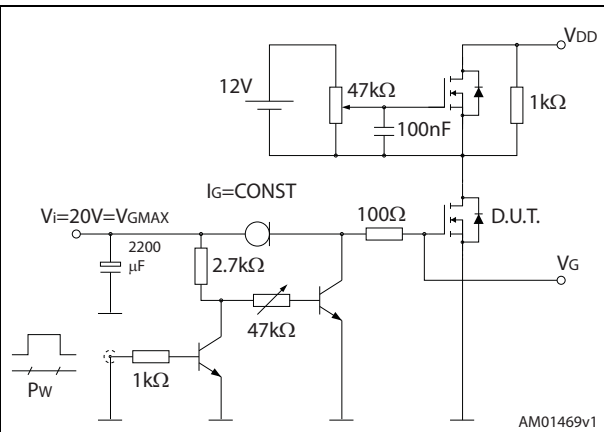 VDD
12V
47kΩ
1kΩ
100nF
IG=CONST
Vi=20V=VGMAX
100Ω
D.U.T.
2200
μF
2.7kΩ
VG
47kΩ
1kΩ
PW
AM01469v1